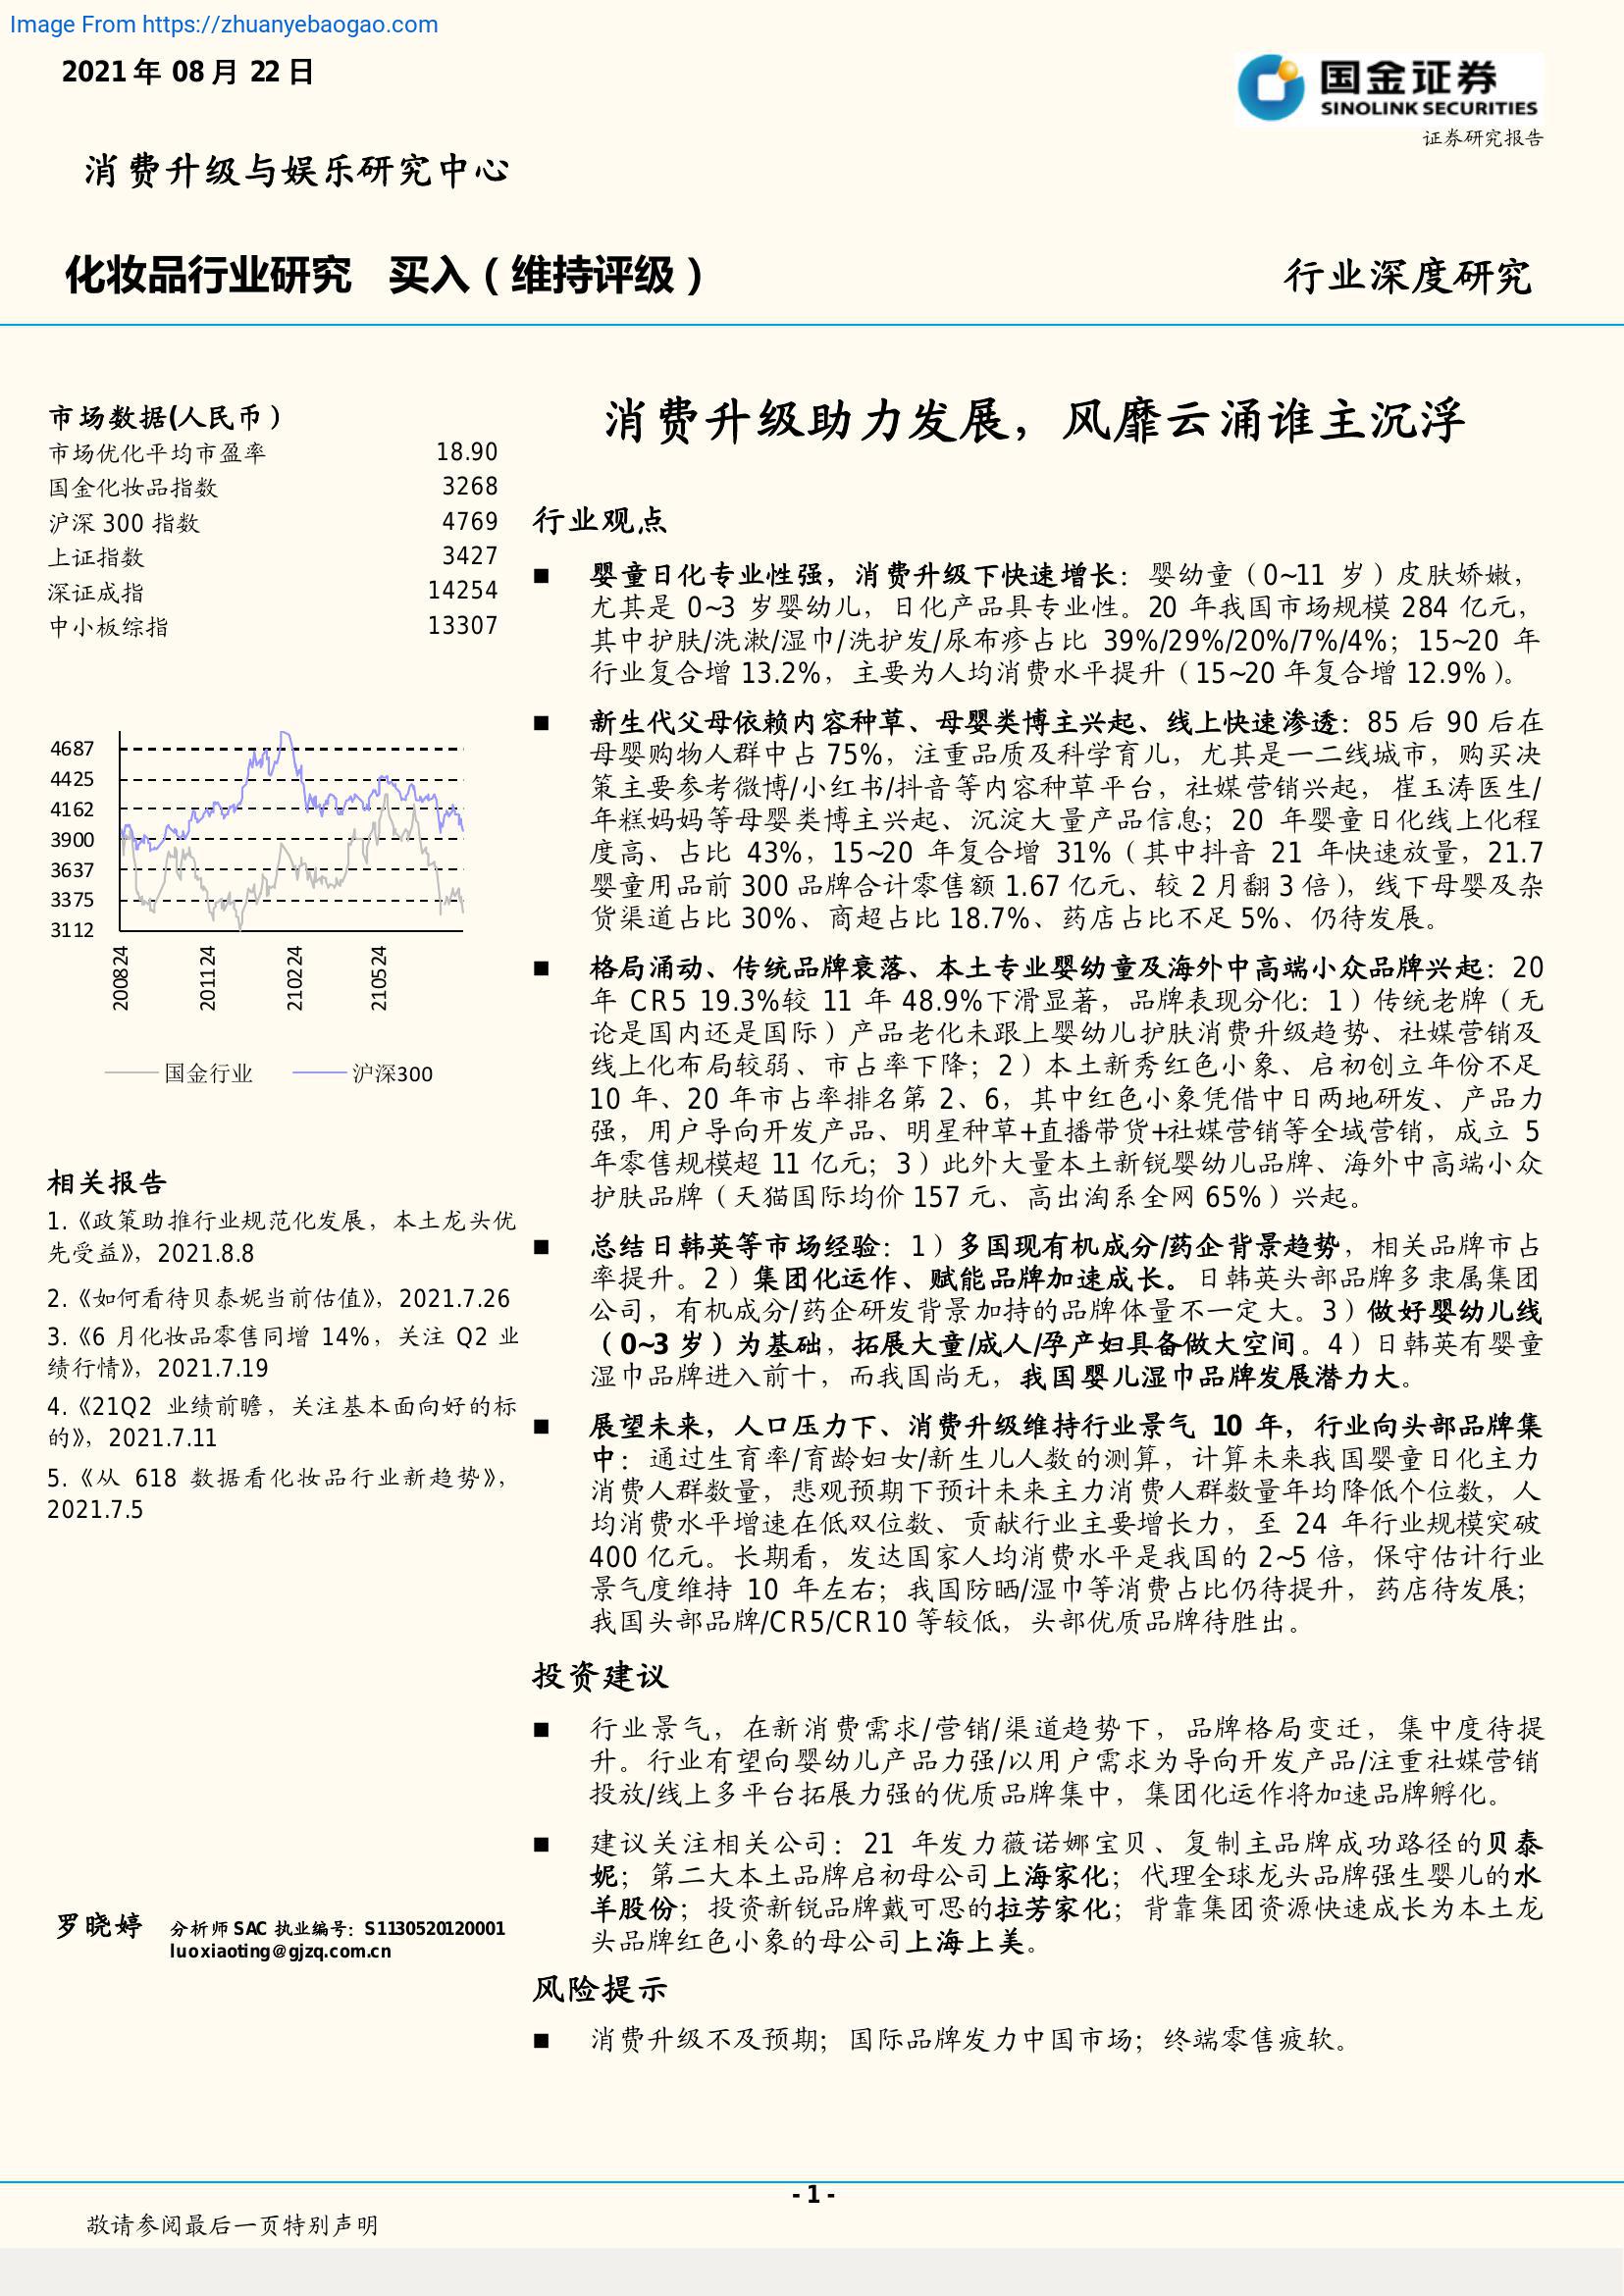 Image From https://zhuanyebaogao.com
2021 年 08 月 22 日
国金证券
SINOLINK SECURITIES
证券研究报告
消费升级与娱乐研究中心
化妆品行业研究 买入（维持评级）
行业深度研究
市场数据(人民币）
市场优化平均市盈率 18.90
国金化妆品指数 3268
沪深 300 指数 4769
上证指数 3427
深证成指 14254
中小板综指 13307
4687
4425
4162
3900
3637
3375
3112
200824
201124
210224
210524
国金行业 沪深300
相关报告
1.《政策助推行业规范化发展，本土龙头优
先受益》，2021.8.8
2.《如何看待贝泰妮当前估值》，2021.7.26
3.《6 月化妆品零售同增 14%，关注 Q2 业
绩行情》，2021.7.19
4.《21Q2 业绩前瞻，关注基本面向好的标
的》，2021.7.11
5.《从 618 数据看化妆品行业新趋势》，
2021.7.5
罗晓婷 分析师 SAC 执业编号：S1130520120001
luoxiaoting@gjzq.com.cn
消费升级助力发展，风靡云涌谁主沉浮
行业观点
■ 婴童日化专业性强，消费升级下快速增长：婴幼童（0~11 岁）皮肤娇嫩，
尤其是 0~3 岁婴幼儿，日化产品具专业性。20 年我国市场规模 284 亿元，
其中护肤/洗漱/湿巾/洗护发/尿布疹占比 39%/29%/20%/7%/4%；15~20 年
行业复合增 13.2%，主要为人均消费水平提升（15~20 年复合增 12.9%）。
■ 新生代父母依赖内容种草、母婴类博主兴起、线上快速渗透：85 后 90 后在
母婴购物人群中占 75%，注重品质及科学育儿，尤其是一二线城市，购买决
策主要参考微博/小红书/抖音等内容种草平台，社媒营销兴起，崔玉涛医生/
年糕妈妈等母婴类博主兴起、沉淀大量产品信息；20 年婴童日化线上化程
度高、占比 43%，15~20 年复合增 31%（其中抖音 21 年快速放量，21.7
婴童用品前 300 品牌合计零售额 1.67 亿元、较 2 月翻 3 倍），线下母婴及杂
货渠道占比 30%、商超占比 18.7%、药店占比不足 5%、仍待发展。
■ 格局涌动、传统品牌衰落、本土专业婴幼童及海外中高端小众品牌兴起：20
年 CR5 19.3%较 11 年 48.9%下滑显著，品牌表现分化：1）传统老牌（无
论是国内还是国际）产品老化未跟上婴幼儿护肤消费升级趋势、社媒营销及
线上化布局较弱、市占率下降；2）本土新秀红色小象、启初创立年份不足
10 年、20 年市占率排名第 2、6，其中红色小象凭借中日两地研发、产品力
强，用户导向开发产品、明星种草+直播带货+社媒营销等全域营销，成立 5
年零售规模超 11 亿元；3）此外大量本土新锐婴幼儿品牌、海外中高端小众
护肤品牌（天猫国际均价 157 元、高出淘系全网 65%）兴起。
■ 总结日韩英等市场经验：1）多国现有机成分/药企背景趋势，相关品牌市占
率提升。2）集团化运作、赋能品牌加速成长。日韩英头部品牌多隶属集团
公司，有机成分/药企研发背景加持的品牌体量不一定大。3）做好婴幼儿线
（0~3 岁）为基础，拓展大童/成人/孕产妇具备做大空间。4）日韩英有婴童
湿巾品牌进入前十，而我国尚无，我国婴儿湿巾品牌发展潜力大。
■ 展望未来，人口压力下、消费升级维持行业景气 10 年，行业向头部品牌集
中：通过生育率/育龄妇女/新生儿人数的测算，计算未来我国婴童日化主力
消费人群数量，悲观预期下预计未来主力消费人群数量年均降低个位数，人
均消费水平增速在低双位数、贡献行业主要增长力，至 24 年行业规模突破
400 亿元。长期看，发达国家人均消费水平是我国的 2~5 倍，保守估计行业
景气度维持 10 年左右；我国防晒/湿巾等消费占比仍待提升，药店待发展；
我国头部品牌/CR5/CR10 等较低，头部优质品牌待胜出。
投资建议
■ 行业景气，在新消费需求/营销/渠道趋势下，品牌格局变迁，集中度待提
升。行业有望向婴幼儿产品力强/以用户需求为导向开发产品/注重社媒营销
投放/线上多平台拓展力强的优质品牌集中，集团化运作将加速品牌孵化。
■ 建议关注相关公司：21 年发力薇诺娜宝贝、复制主品牌成功路径的贝泰
妮；第二大本土品牌启初母公司上海家化；代理全球龙头品牌强生婴儿的水
羊股份；投资新锐品牌戴可思的拉芳家化；背靠集团资源快速成长为本土龙
头品牌红色小象的母公司上海上美。
风险提示
■ 消费升级不及预期；国际品牌发力中国市场；终端零售疲软。
- 1 -
敬请参阅最后一页特别声明